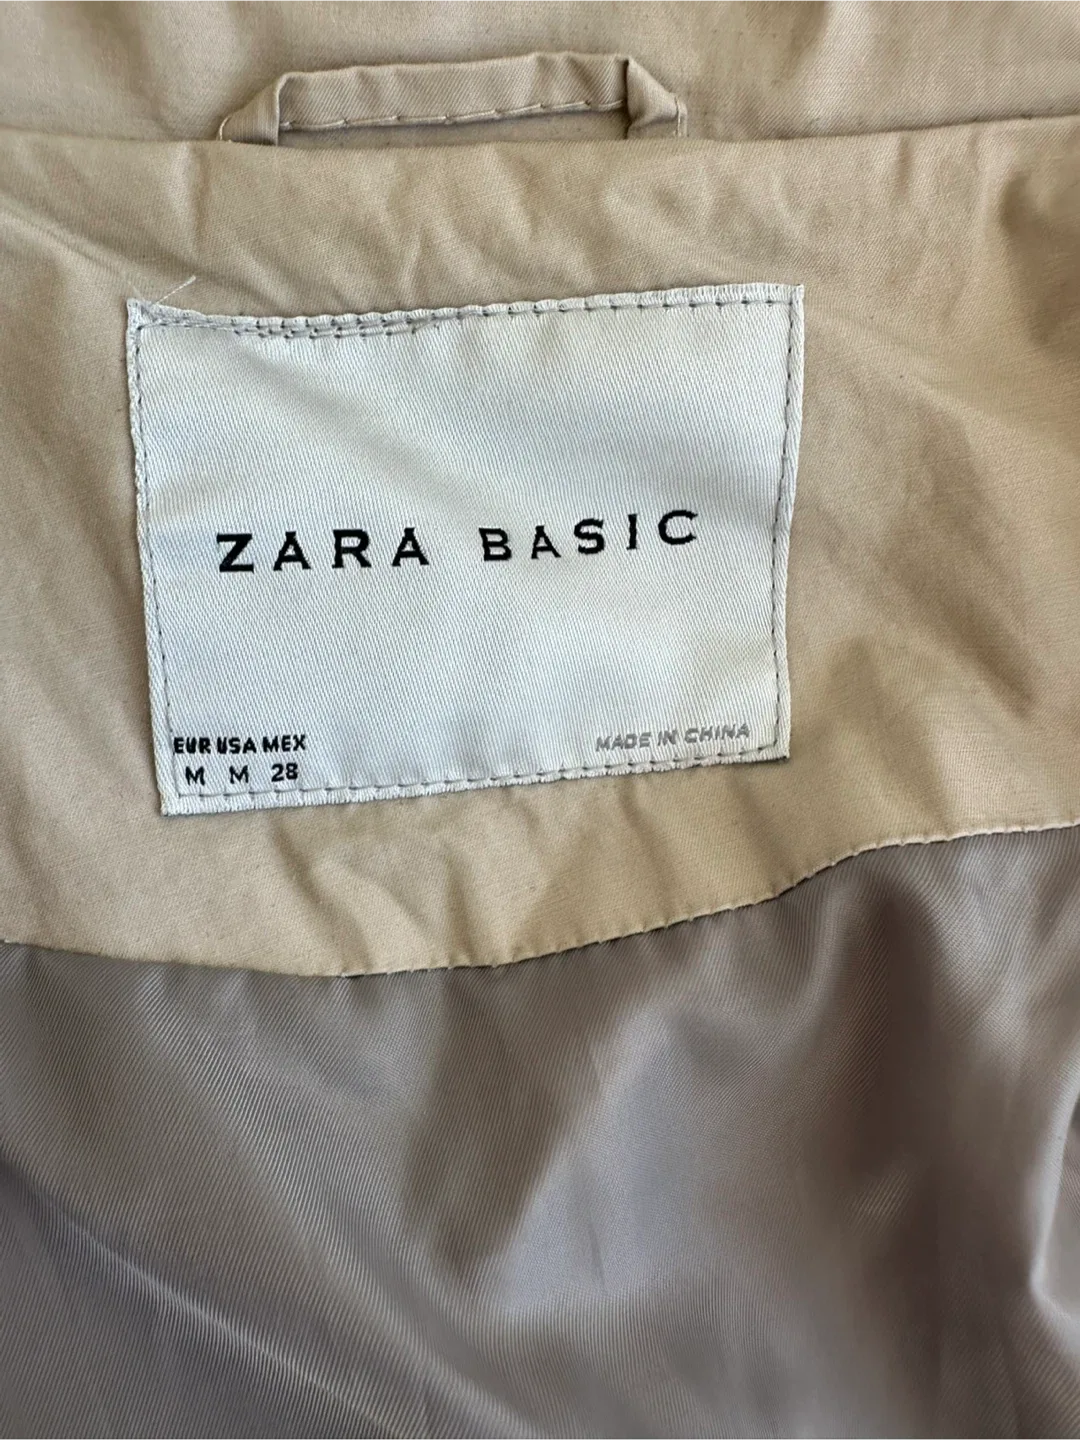 ZARA BASIC
EUR USA MEX
M M 28
MADE IN CHINA